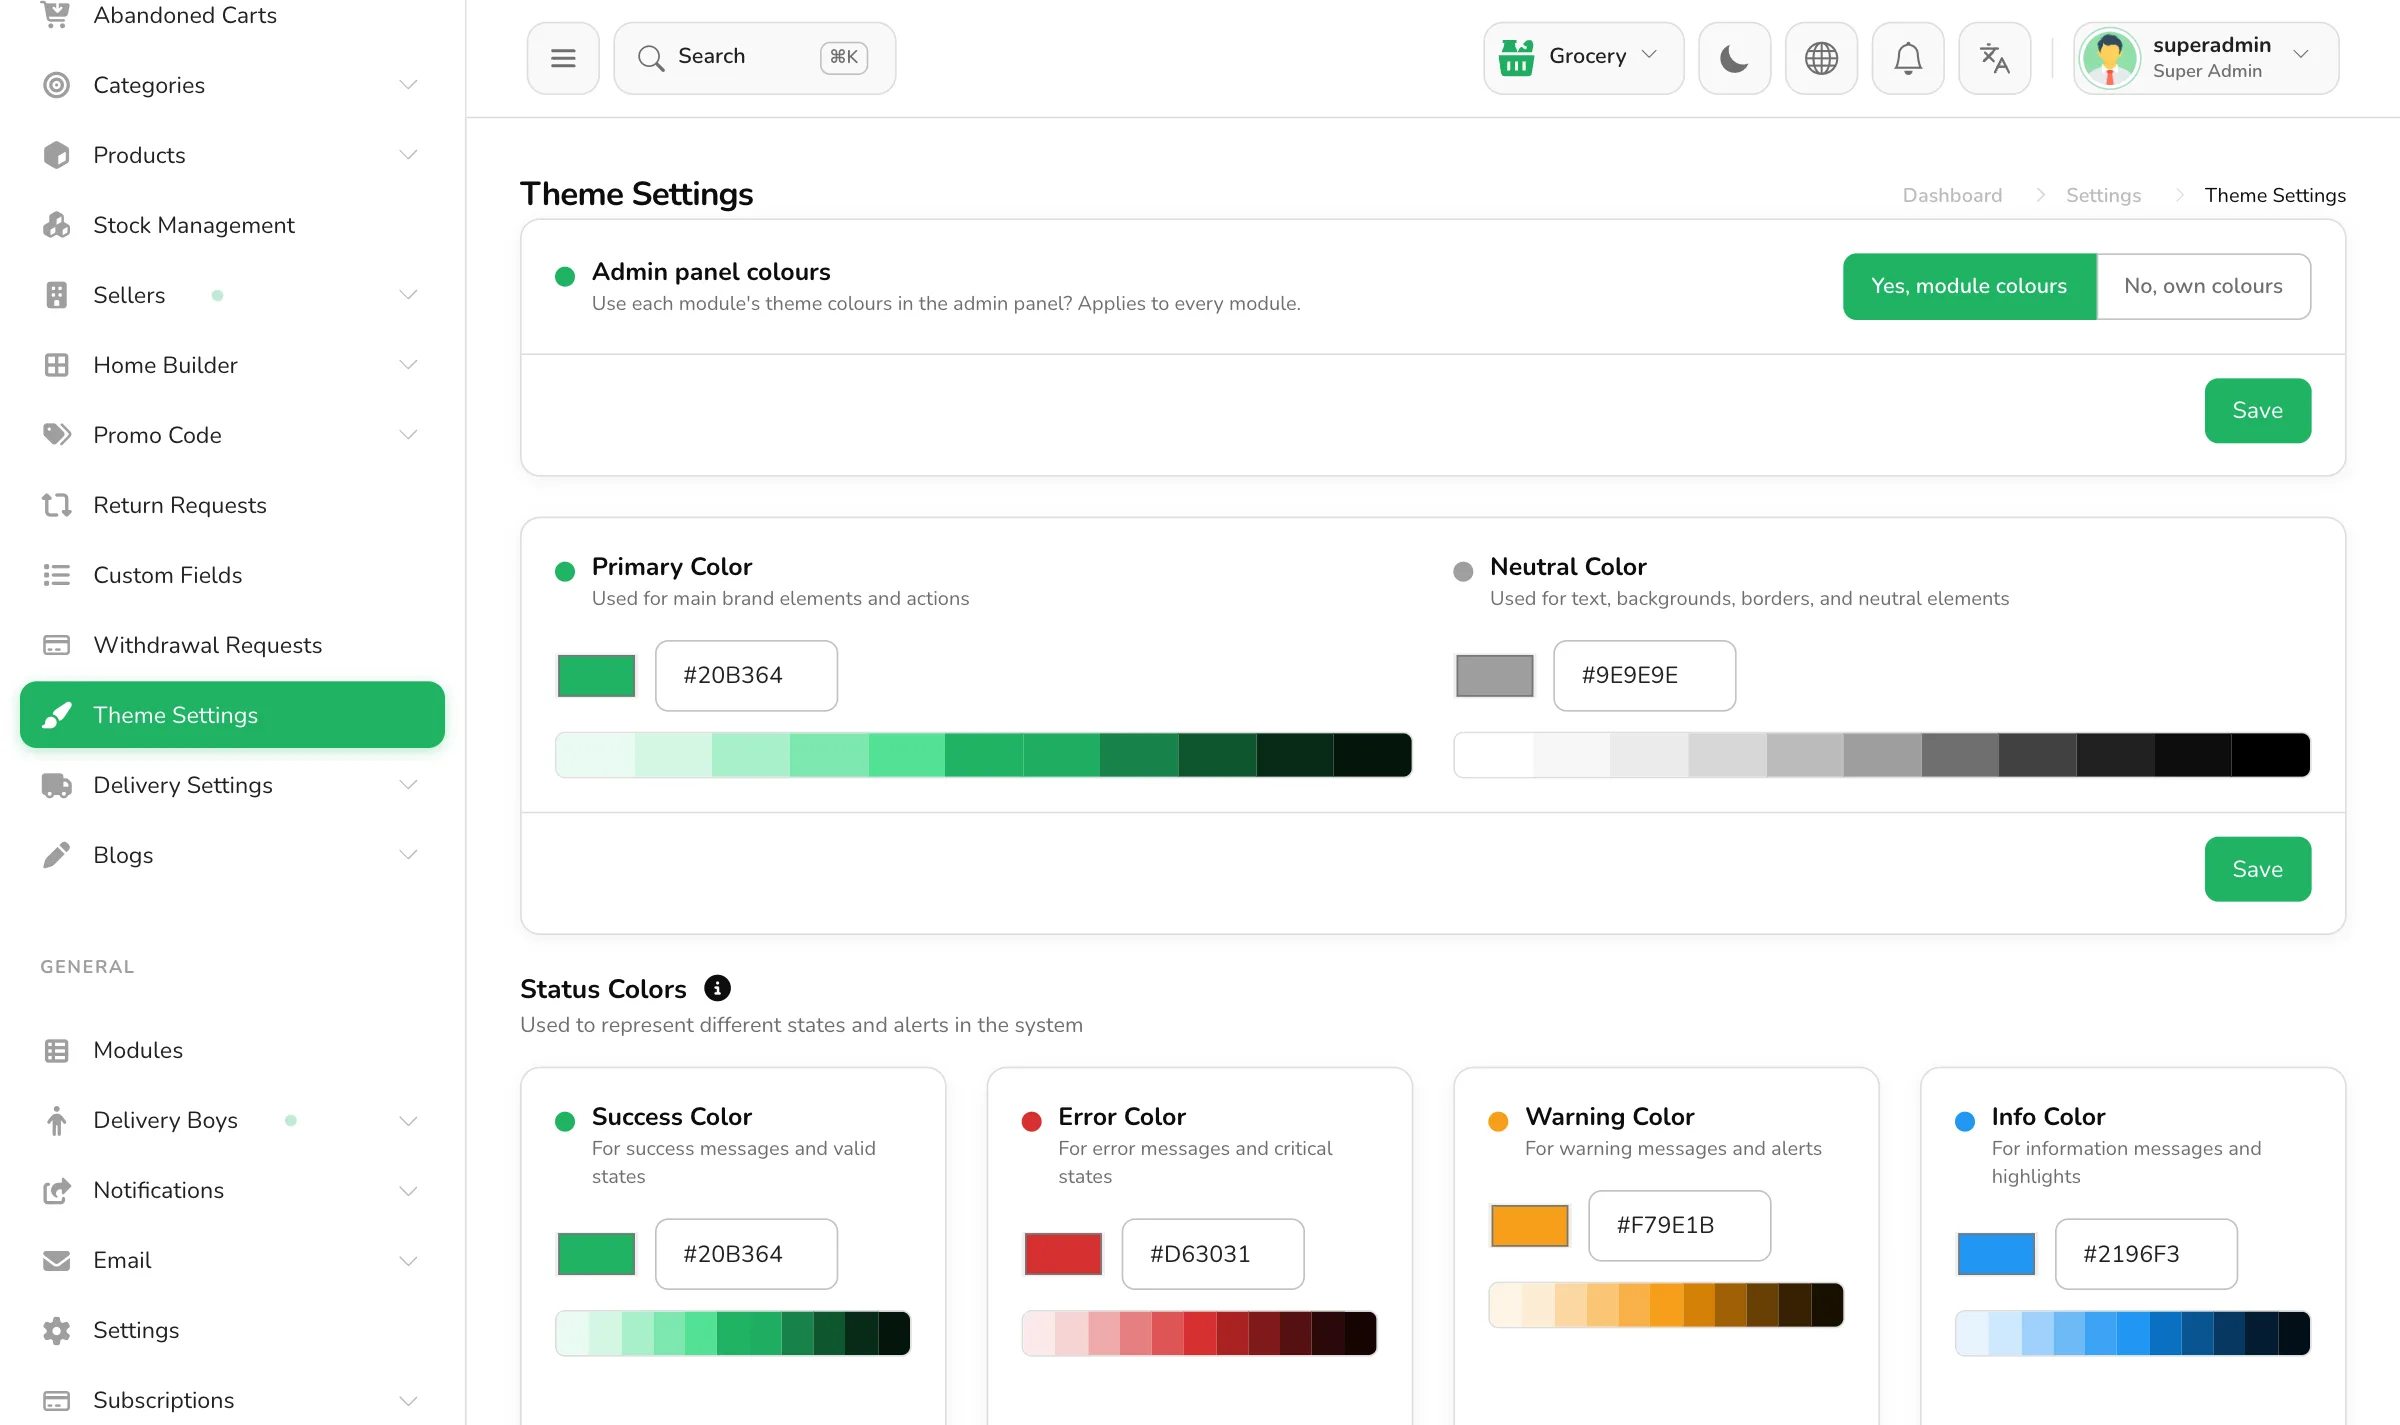 Abandoned Carts
Categories
Products
Stock Management
Sellers
Home Builder
Promo Code
Return Requests
Custom Fields
Withdrawal Requests
Theme Settings
Delivery Settings
Blogs
GENERAL
Modules
Delivery Boys
Notifications
Email
Settings
Subscriptions
Search ⌘K
Grocery
superadmin
Super Admin
Theme Settings
Dashboard Settings Theme Settings
Admin panel colours
Use each module's theme colours in the admin panel? Applies to every module.
Yes, module colours No, own colours
Save
Primary Color
Used for main brand elements and actions
#20B364
Neutral Color
Used for text, backgrounds, borders, and neutral elements
#9E9E9E
Save
Status Colors
Used to represent different states and alerts in the system
Success Color
For success messages and valid
states
#20B364
Error Color
For error messages and critical
states
#D63031
Warning Color
For warning messages and alerts
#F79E1B
Info Color
For information messages and
highlights
#2196F3